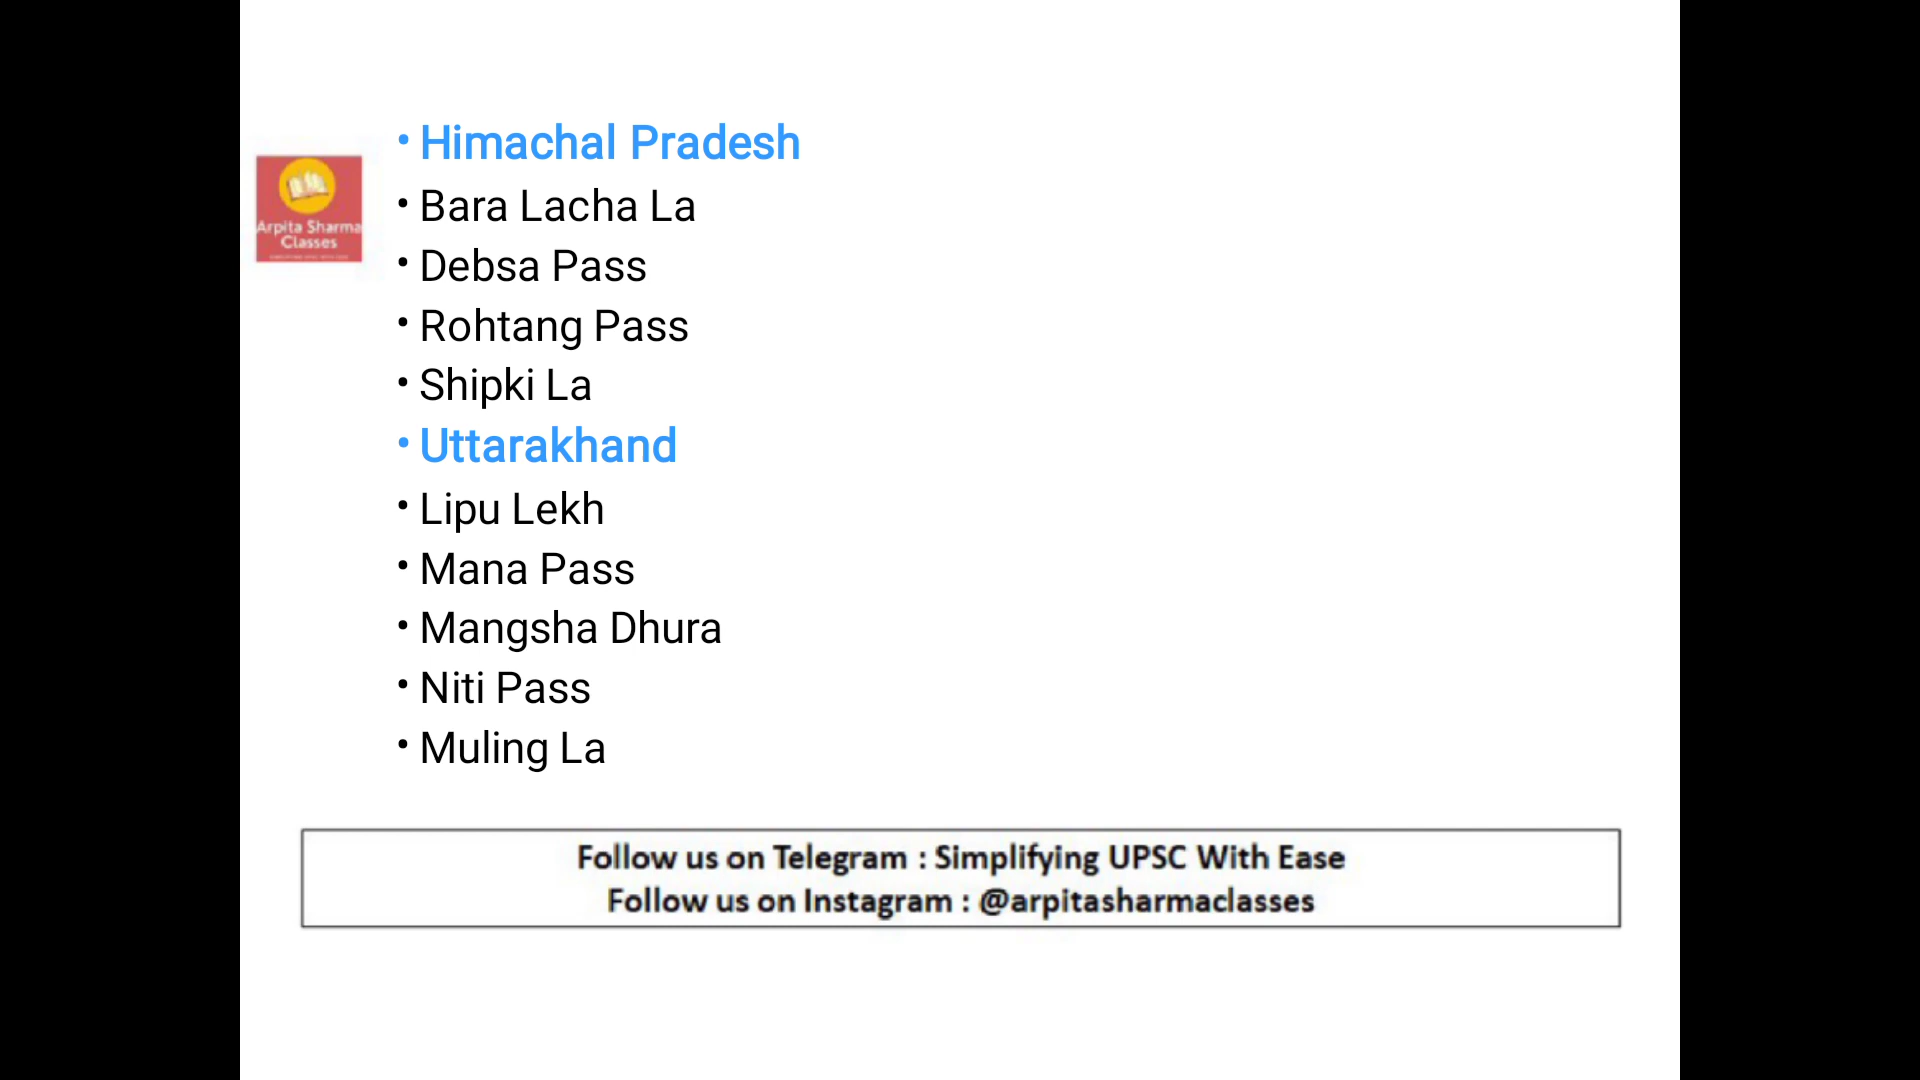 • Himachal Pradesh
• Bara Lacha La
• Debsa Pass
• Rohtang Pass
• Shipki La
• Uttarakhand
• Lipu Lekh
• Mana Pass
• Mangsha Dhura
• Niti Pass
• Muling La
Arpita Sharma
Classes
Follow us on Telegram : Simplifying UPSC With Ease
Follow us on Instagram : @arpitasharmaclasses